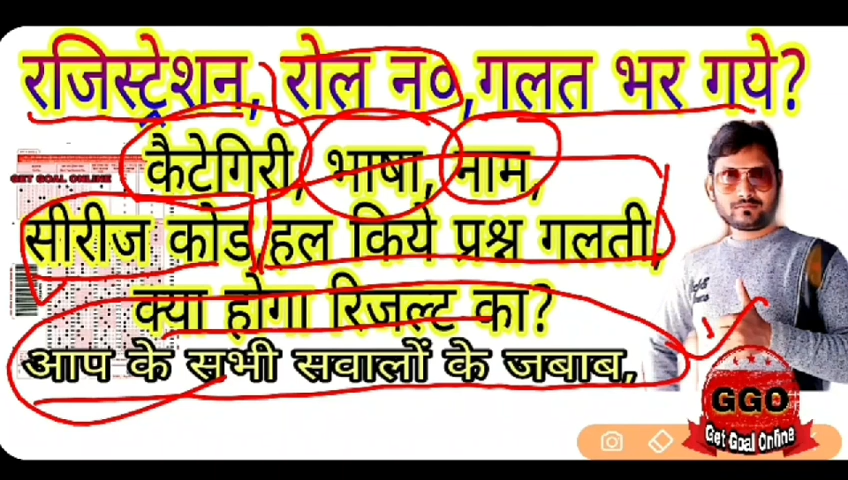 रजिस्ट्रेशन, रोल न०,गलत भर गये?
कैटेगिरी, भाषा, नाम,
GET GOAL ONLINE
सीरीज कोड हल किये प्रश्न गलती,
क्या होगा रिजल्ट का?
आप के सभी सवालों के जबाब,
GGO
Get Goal Online